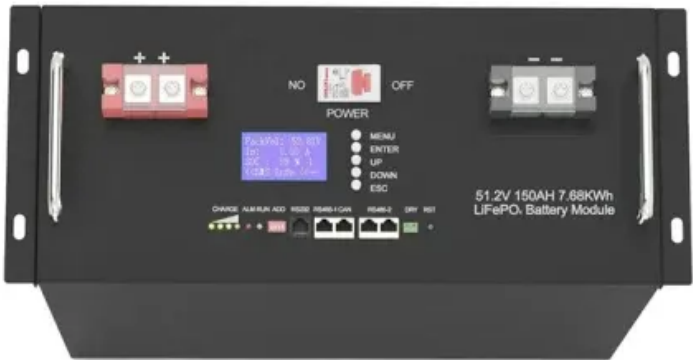 + +
− −
NO
OFF
POWER
MENU
ENTER
UP
DOWN
ESC
51.2V 150AH 7.68KWh
LiFePO₄ Battery Module
CHARGE ALM RUN ADD RS232 RS485-1 CAN RS485-2 DRY RST